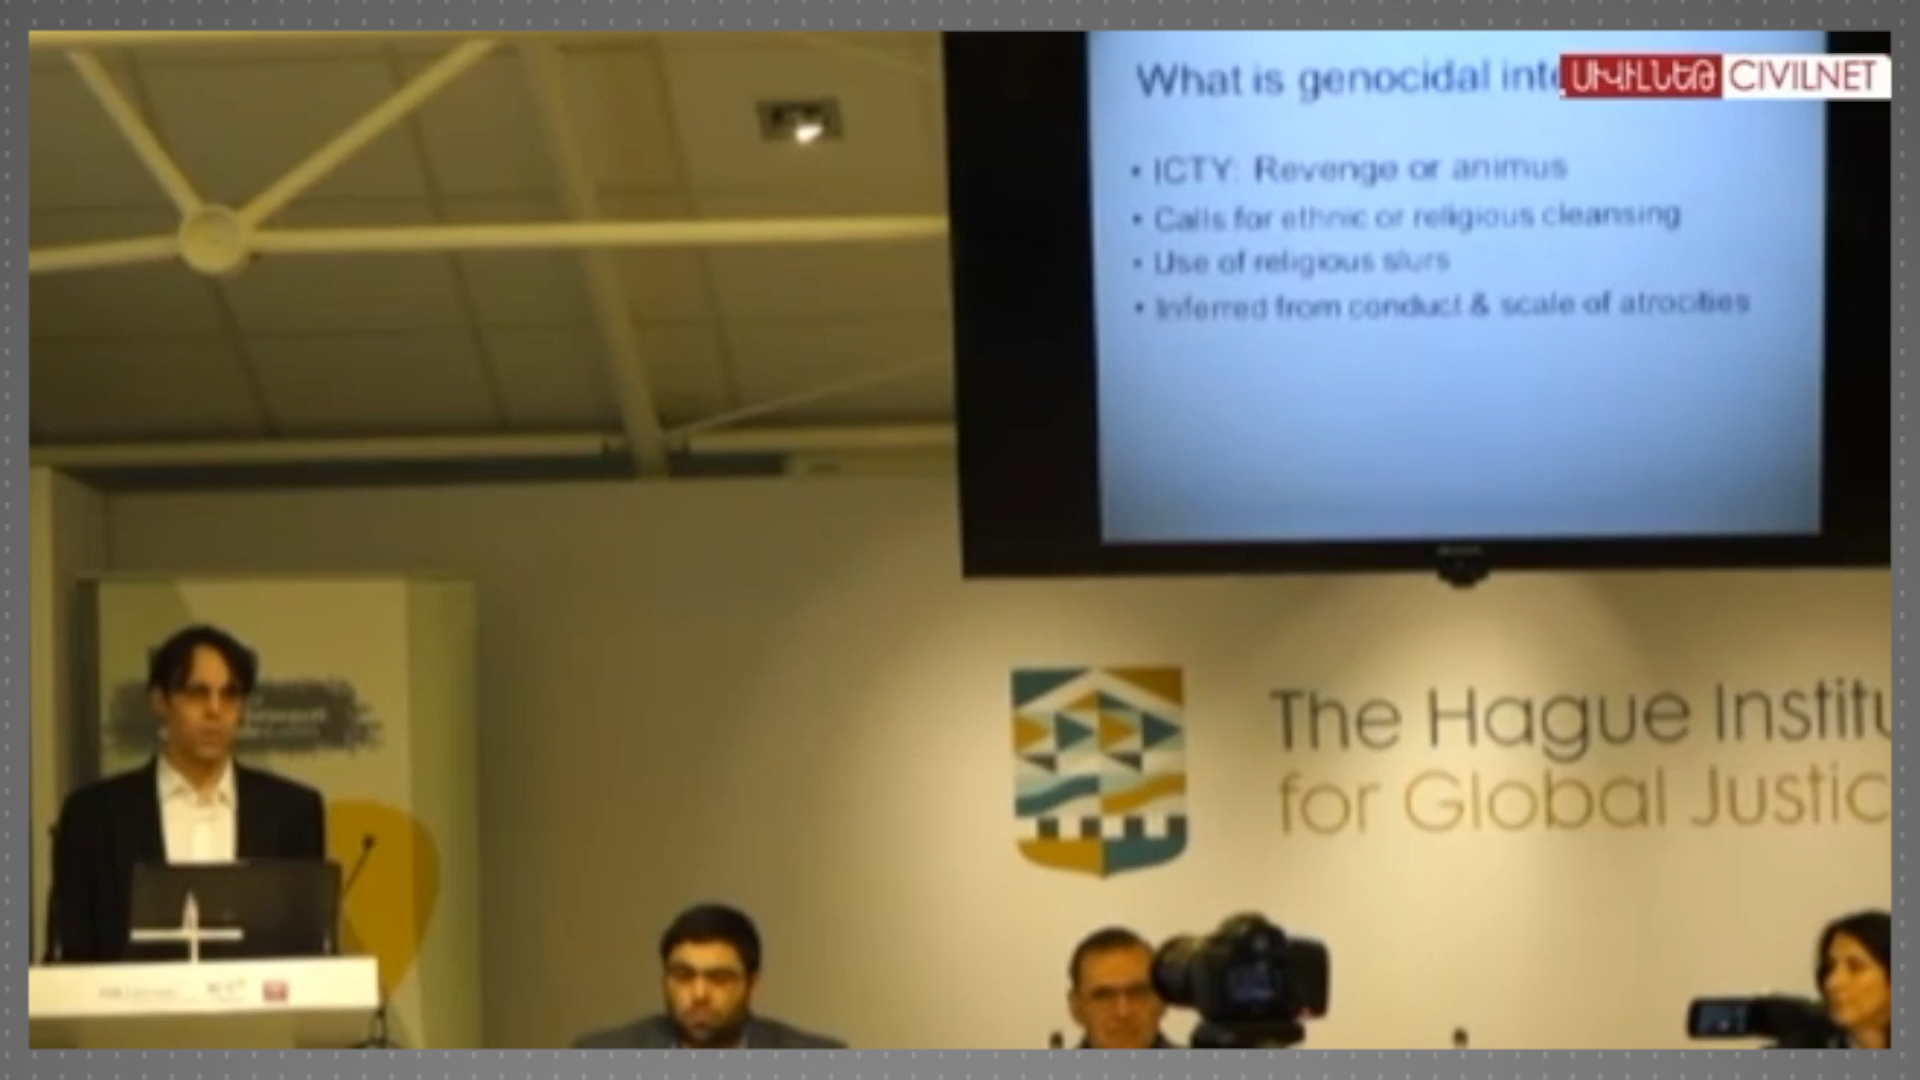 What is genocidal inte
ՍԻՎԻԼՆԵԹ CIVILNET
• ICTY: Revenge or animus
• Calls for ethnic or religious cleansing
• Use of religious slurs
• Inferred from conduct & scale of atrocities
The Hague Institu
for Global Justic